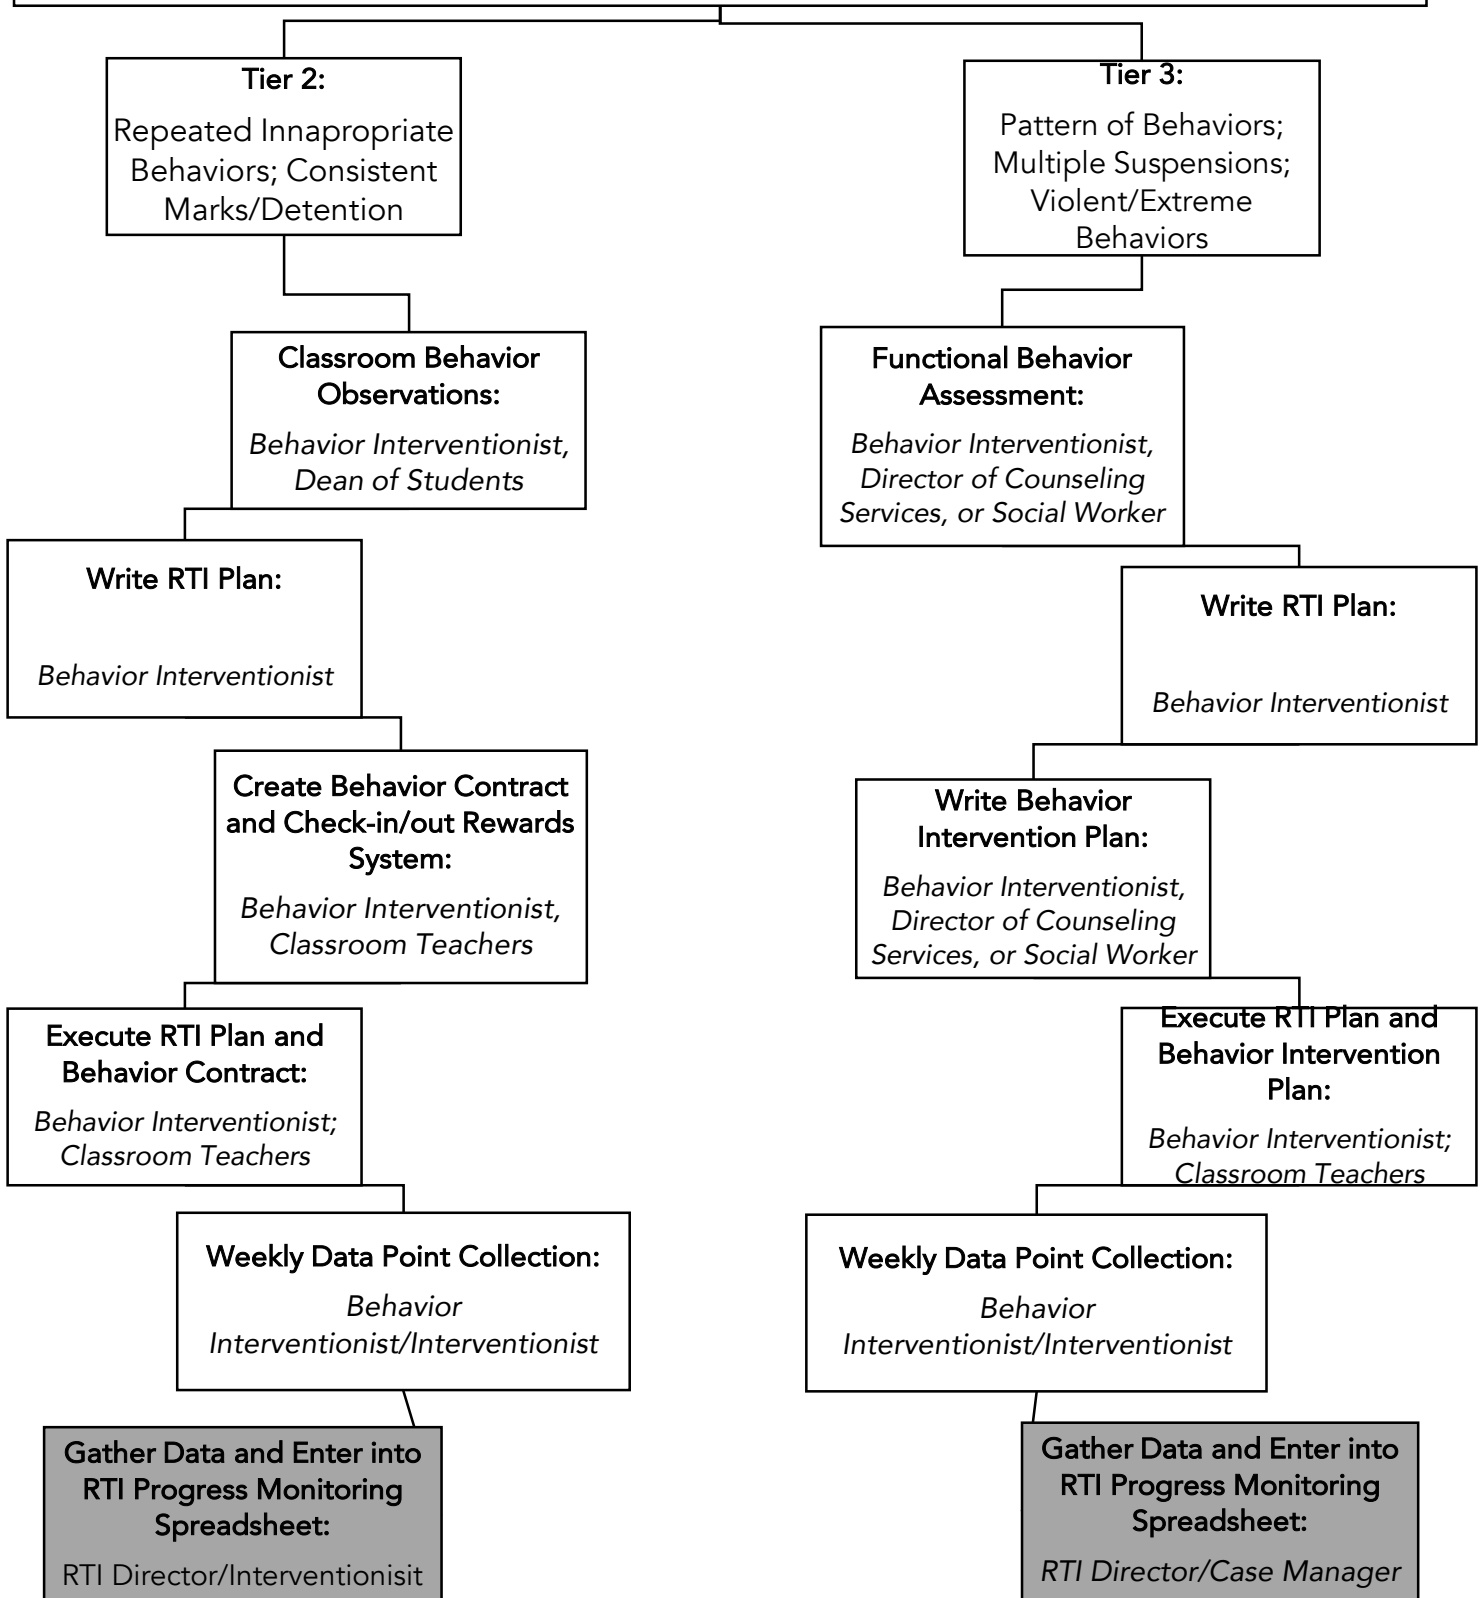 Tier 2:
Repeated Innapropriate
Behaviors; Consistent
Marks/Detention
Classroom Behavior
Observations:
Behavior Interventionist,
Dean of Students
Write RTI Plan:
Behavior Interventionist
Create Behavior Contract
and Check-in/out Rewards
System:
Behavior Interventionist,
Classroom Teachers
Execute RTI Plan and
Behavior Contract:
Behavior Interventionist;
Classroom Teachers
Weekly Data Point Collection:
Behavior
Interventionist/Interventionist
Gather Data and Enter into
RTI Progress Monitoring
Spreadsheet:
RTI Director/Interventionisit
Tier 3:
Pattern of Behaviors;
Multiple Suspensions;
Violent/Extreme
Behaviors
Functional Behavior
Assessment:
Behavior Interventionist,
Director of Counseling
Services, or Social Worker
Write RTI Plan:
Behavior Interventionist
Write Behavior
Intervention Plan:
Behavior Interventionist,
Director of Counseling
Services, or Social Worker
Execute RTI Plan and
Behavior Intervention
Plan:
Behavior Interventionist;
Classroom Teachers
Weekly Data Point Collection:
Behavior
Interventionist/Interventionist
Gather Data and Enter into
RTI Progress Monitoring
Spreadsheet:
RTI Director/Case Manager